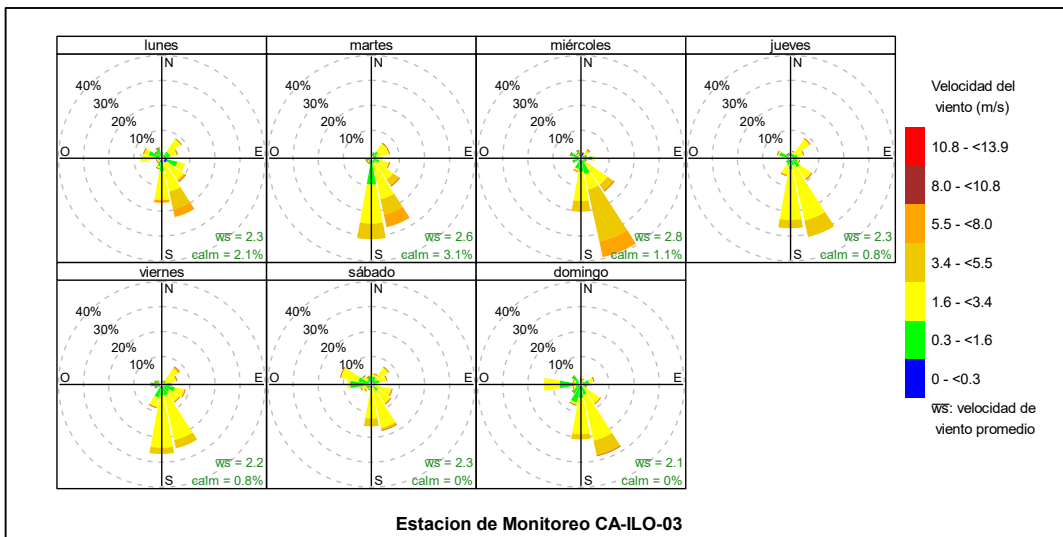 lunes
martes
miércoles
jueves
N
N
N
N
40%
40%
40%
40%
30%
30%
30%
30%
20%
20%
20%
20%
10%
10%
10%
10%
O
E
O
E
O
E
O
E
S
S
S
S
ws = 2.3
ws = 2.6
ws = 2.8
ws = 2.3
calm = 2.1%
calm = 3.1%
calm = 1.1%
calm = 0.8%
viernes
sábado
domingo
N
N
N
40%
40%
40%
30%
30%
30%
20%
20%
20%
10%
10%
10%
O
E
O
E
O
E
S
S
S
ws = 2.2
ws = 2.3
ws = 2.1
calm = 0.8%
calm = 0%
calm = 0%
Velocidad del
viento (m/s)
10.8 - <13.9
8.0 - <10.8
5.5 - <8.0
3.4 - <5.5
1.6 - <3.4
0.3 - <1.6
0 - <0.3
ws: velocidad de
viento promedio
Estacion de Monitoreo CA-ILO-03